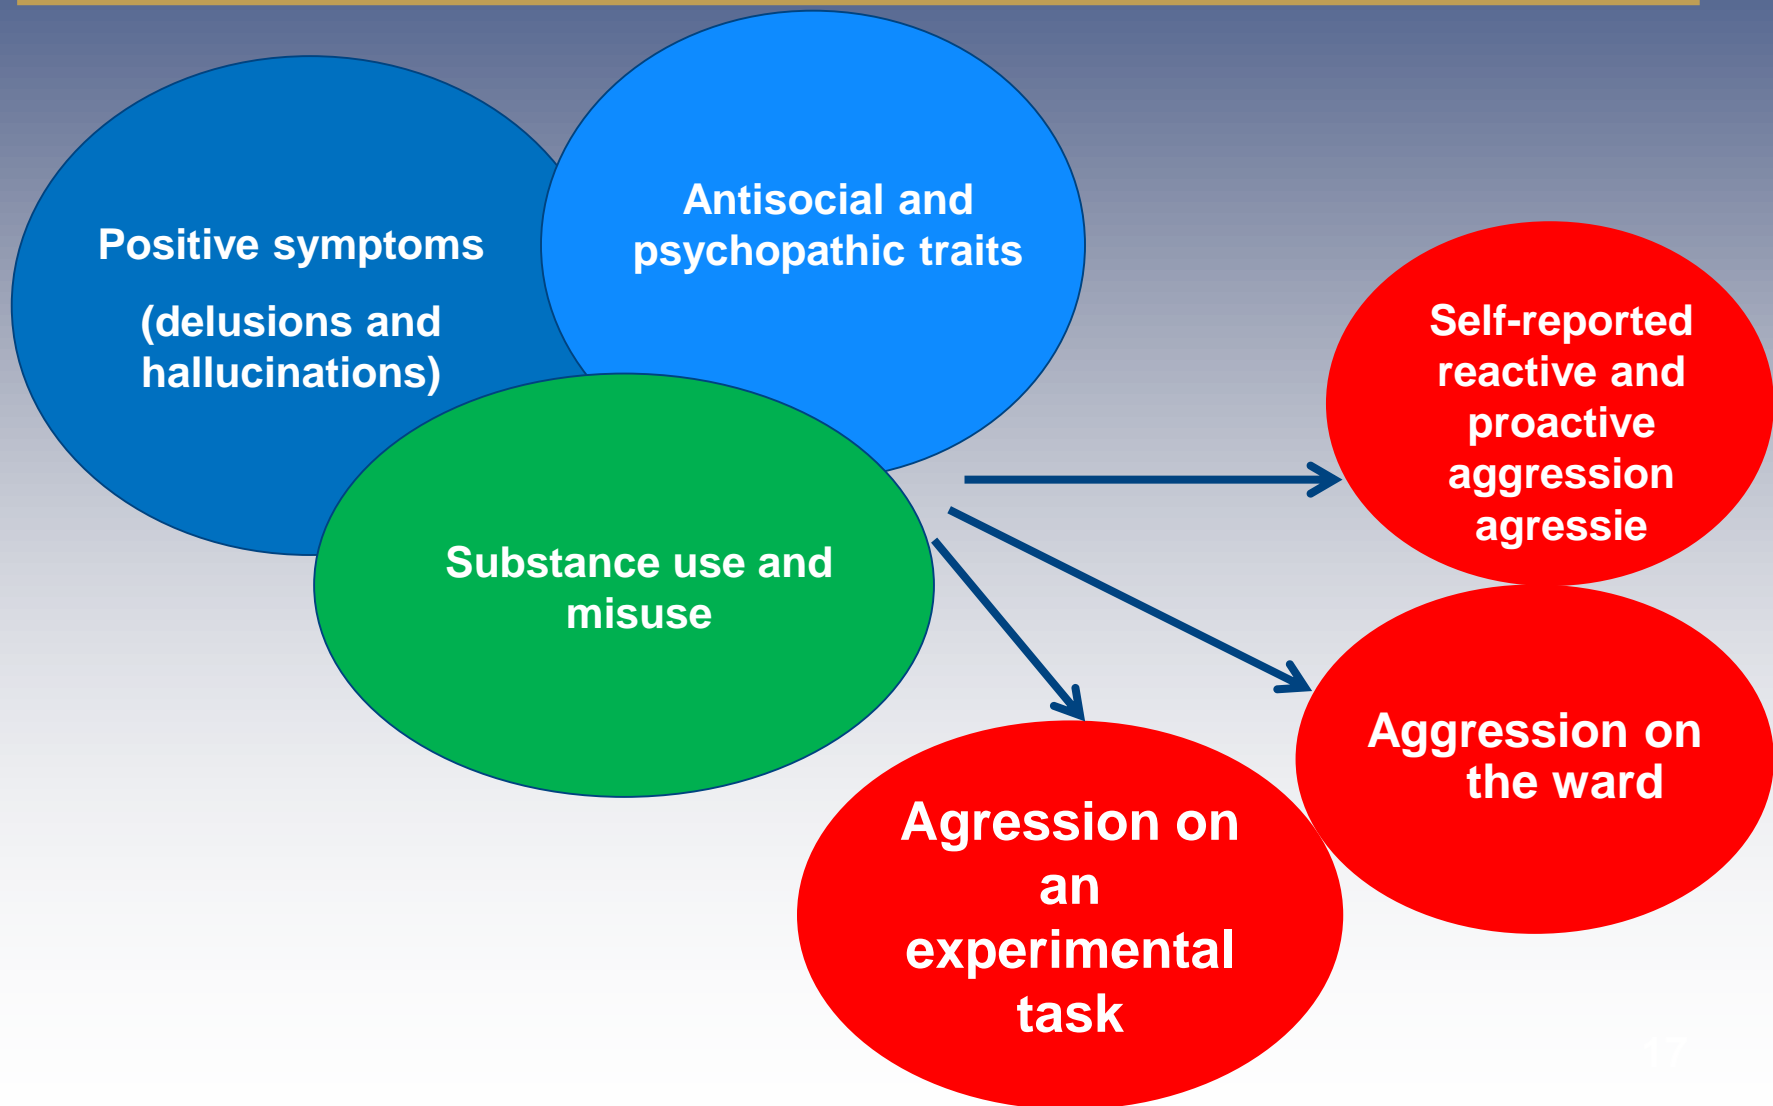 Antisocial and
psychopathic traits
Positive symptoms
(delusions and
hallucinations)
Substance use and
misuse
Self-reported
reactive and
proactive
aggression
agressie
Aggression on
the ward
Agression on
an
experimental
task
17